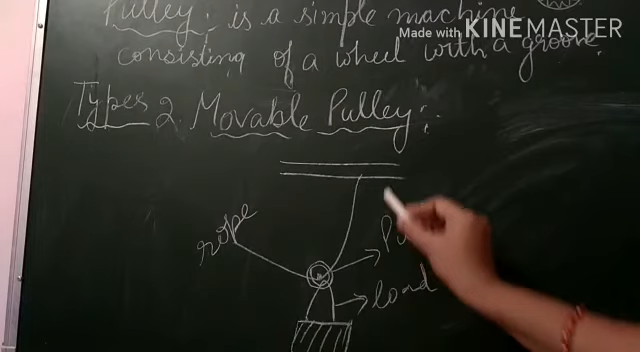 Pulley :- is a simple machine
Made with KINEMASTER
consisting of a wheel with a groove.
Types 2. Movable Pulley :-
rope
load